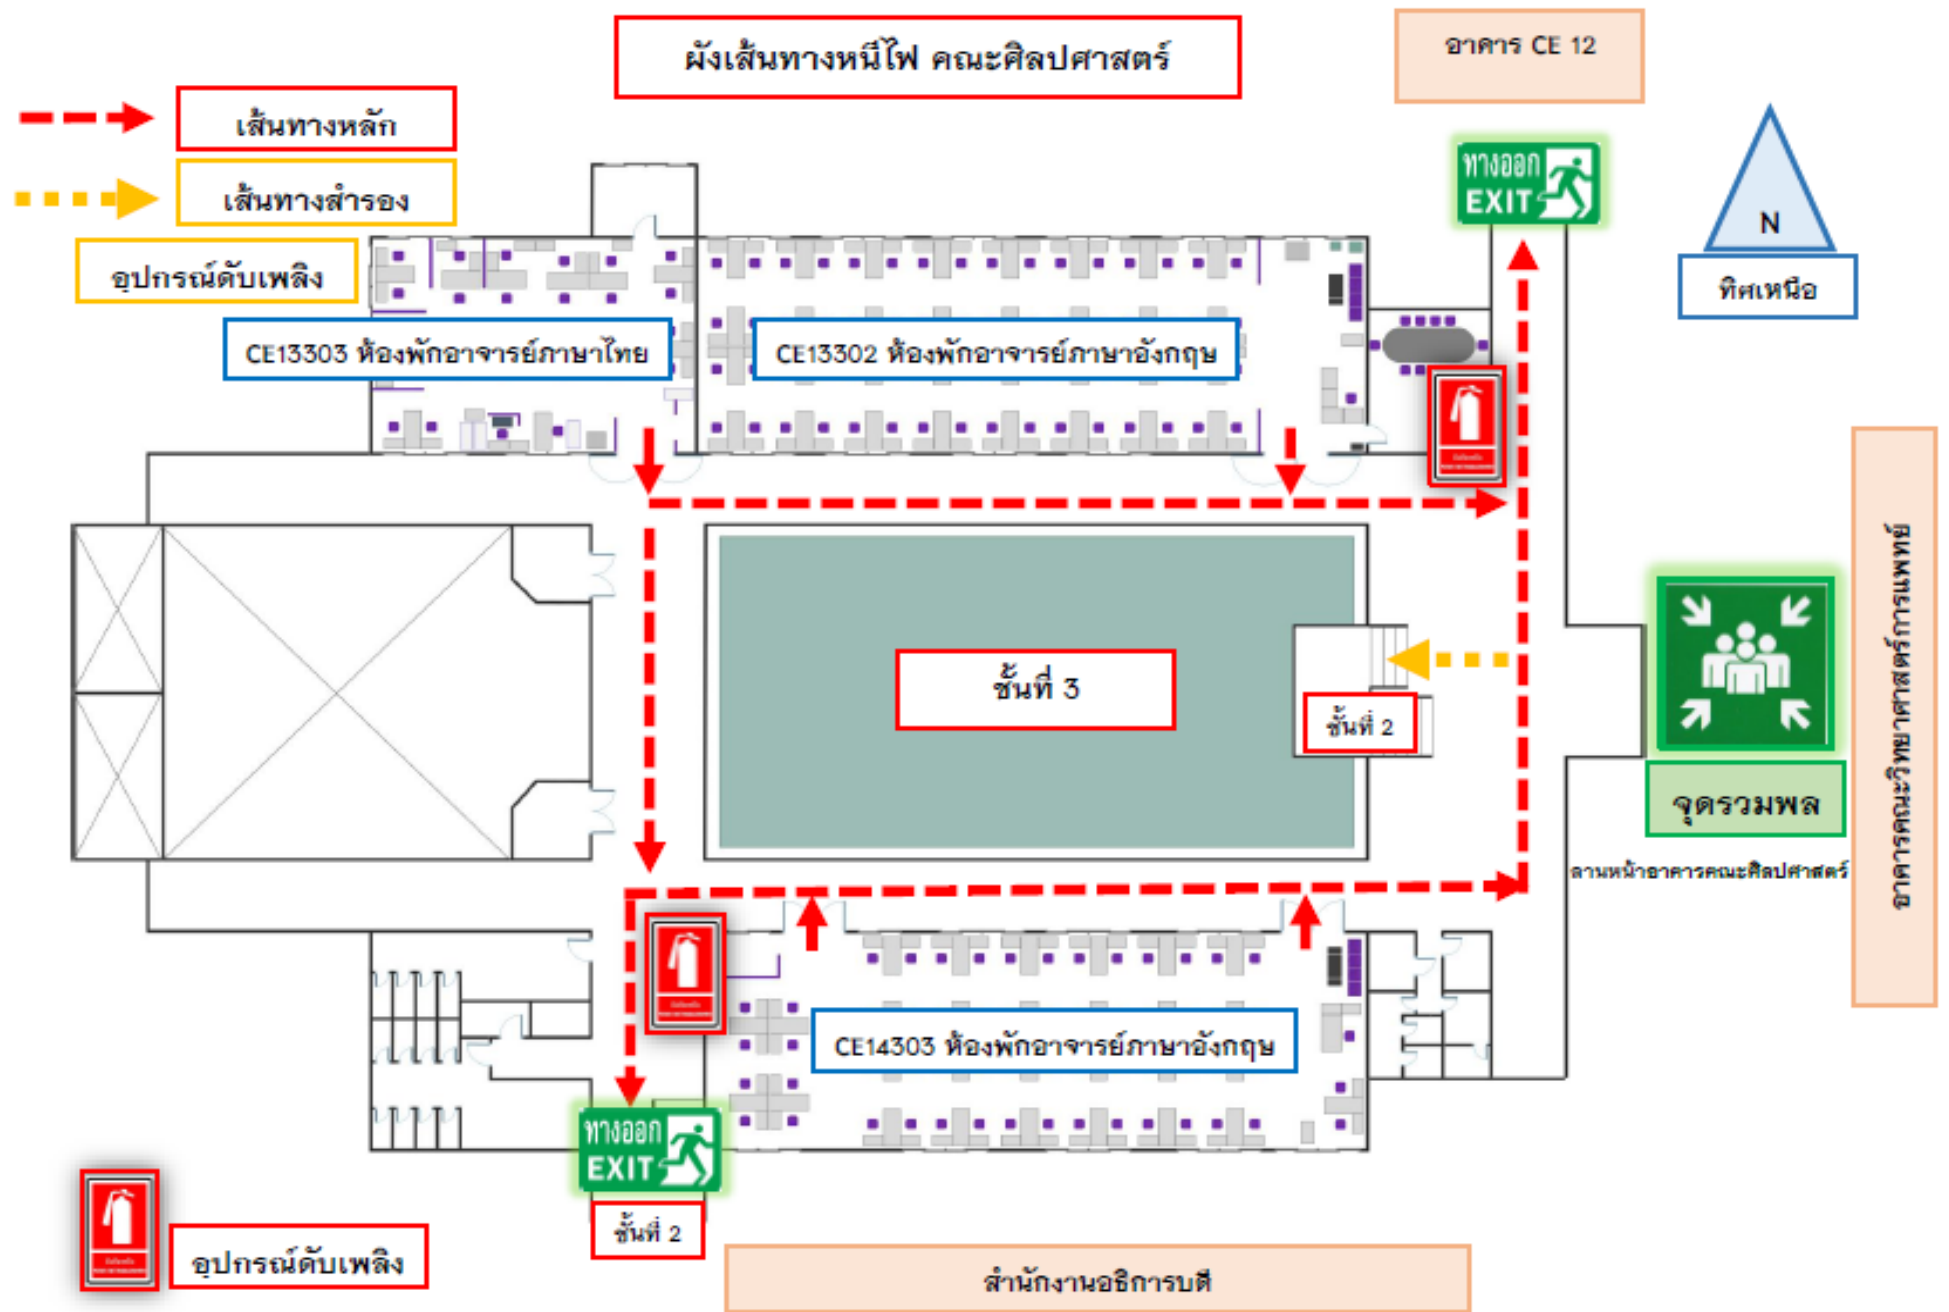 ผังเส้นทางหนีไฟ คณะศิลปศาสตร์
อาคาร CE 12
เส้นทางหลัก
เส้นทางสำรอง
อุปกรณ์ดับเพลิง
ทางออก
EXIT
N
ทิศเหนือ
CE13303 ห้องพักอาจารย์ภาษาไทย
CE13302 ห้องพักอาจารย์ภาษาอังกฤษ
ชั้นที่ 3
ชั้นที่ 2
จุดรวมพล
ลานหน้าอาคารคณะศิลปศาสตร์
อาคารคณะวิทยาศาสตร์การแพทย์
CE14303 ห้องพักอาจารย์ภาษาอังกฤษ
ทางออก
EXIT
ชั้นที่ 2
อุปกรณ์ดับเพลิง
สำนักงานอธิการบดี